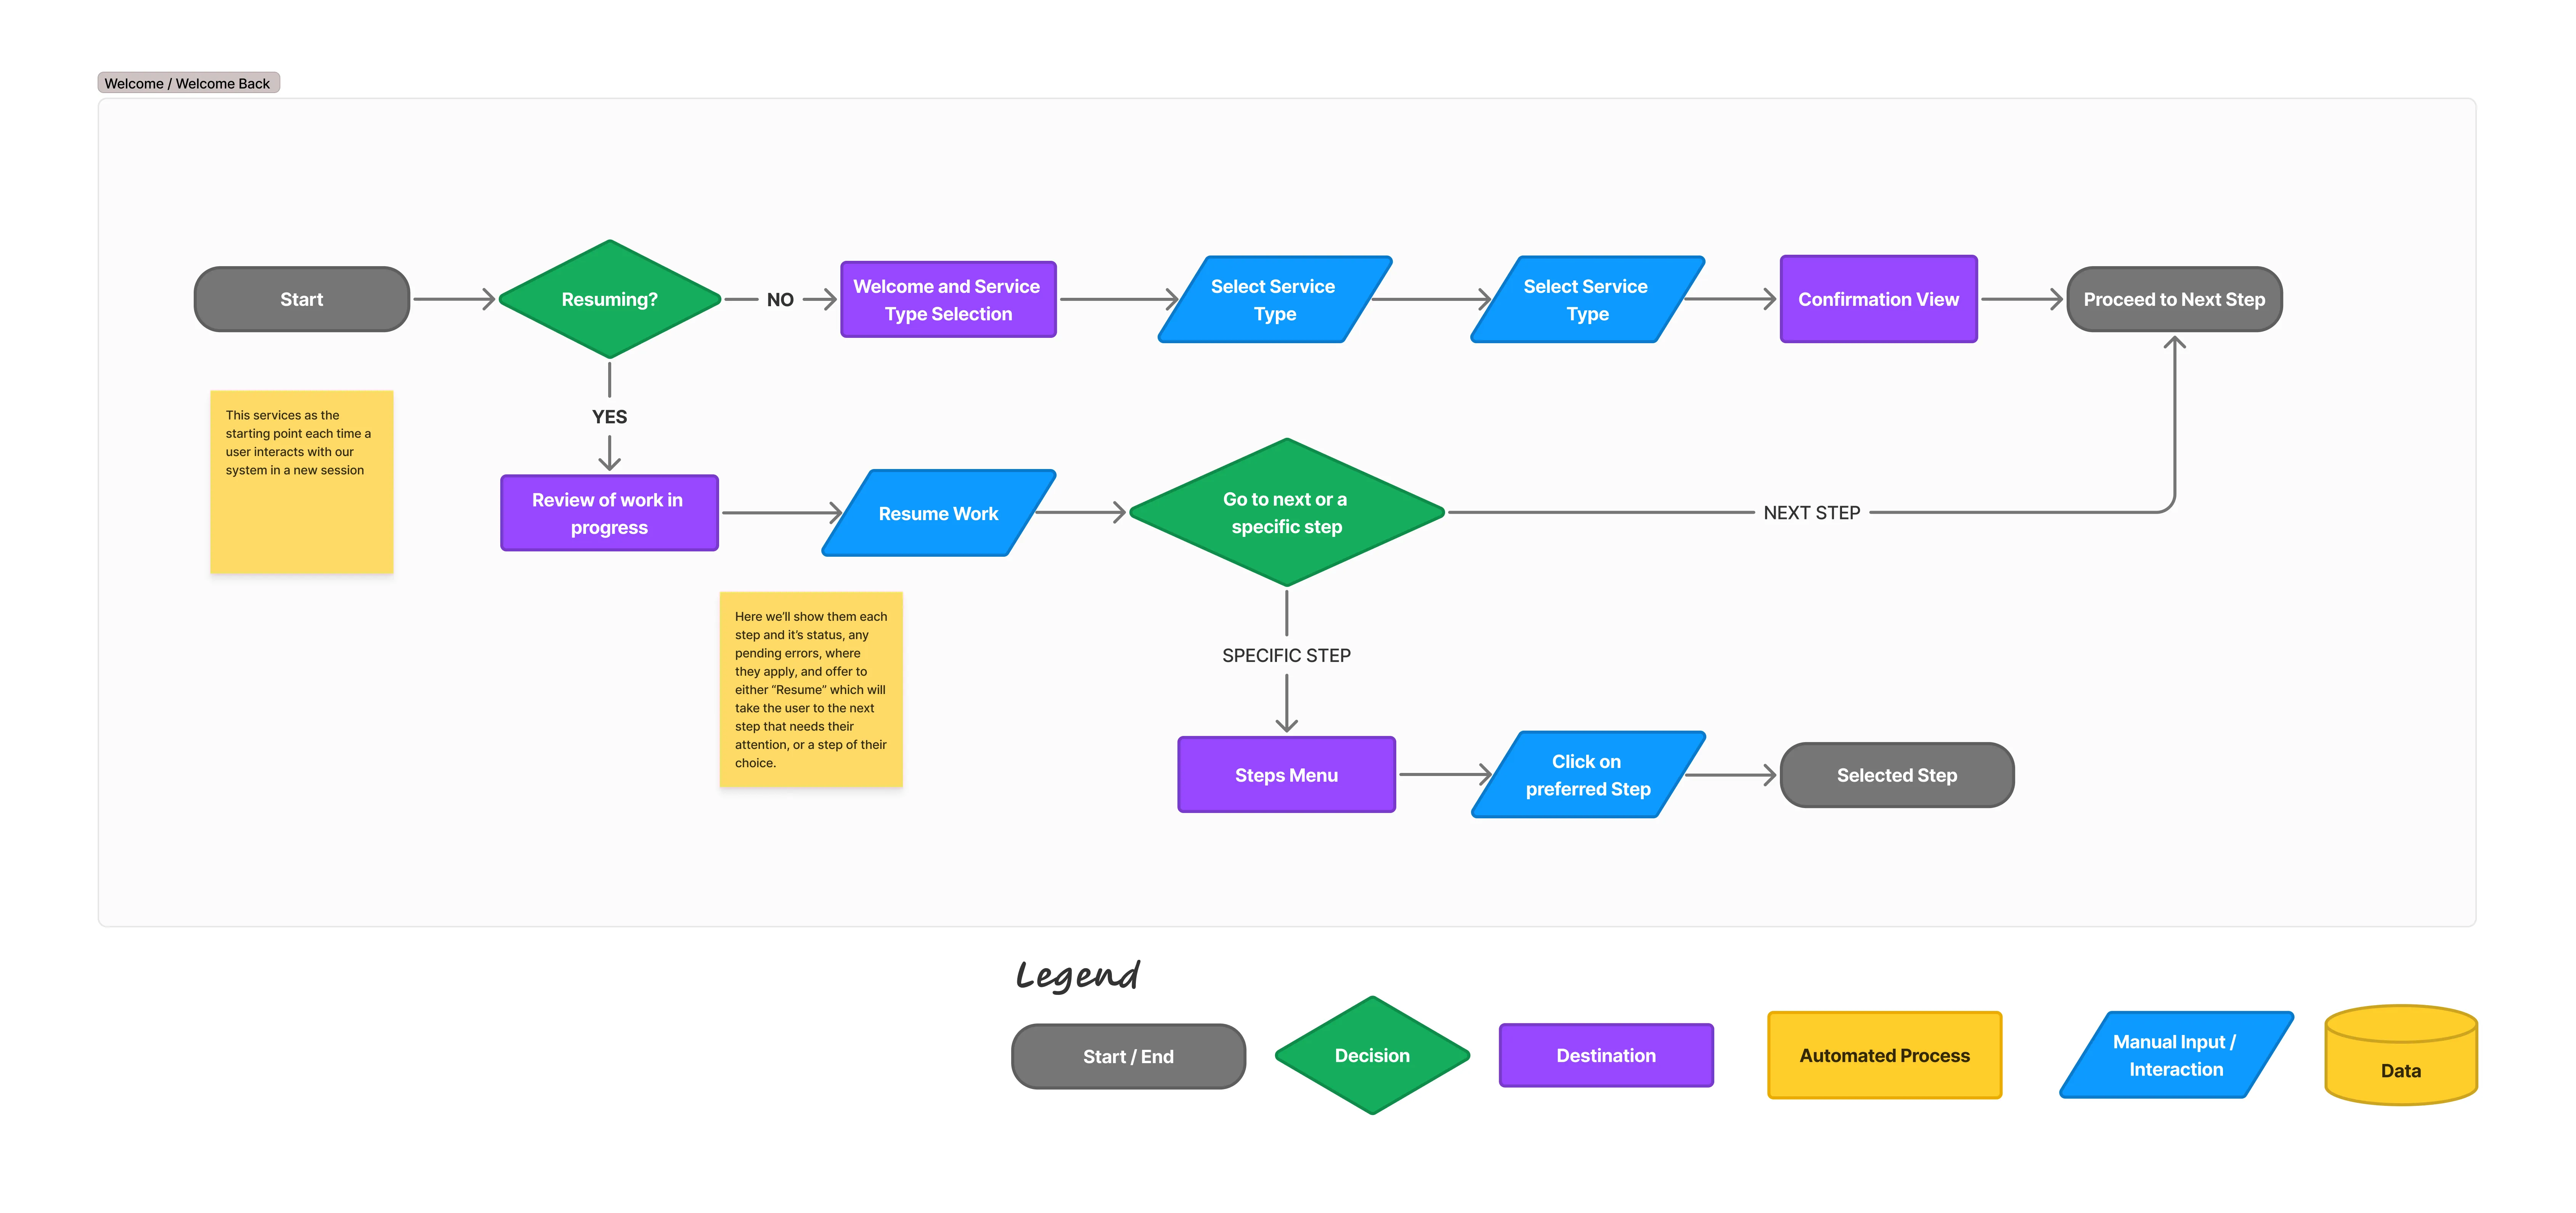 Welcome / Welcome Back
Start
Resuming?
NO
Welcome and Service
Type Selection
Select Service
Type
Select Service
Type
Confirmation View
Proceed to Next Step
This services as the
starting point each time a
user interacts with our
system in a new session
YES
Review of work in
progress
Resume Work
Go to next or a
specific step
NEXT STEP
Here we’ll show them each
step and it’s status, any
pending errors, where
they apply, and offer to
either “Resume” which will
take the user to the next
step that needs their
attention, or a step of their
choice.
SPECIFIC STEP
Steps Menu
Click on
preferred Step
Selected Step
Legend
Start / End
Decision
Destination
Automated Process
Manual Input /
Interaction
Data